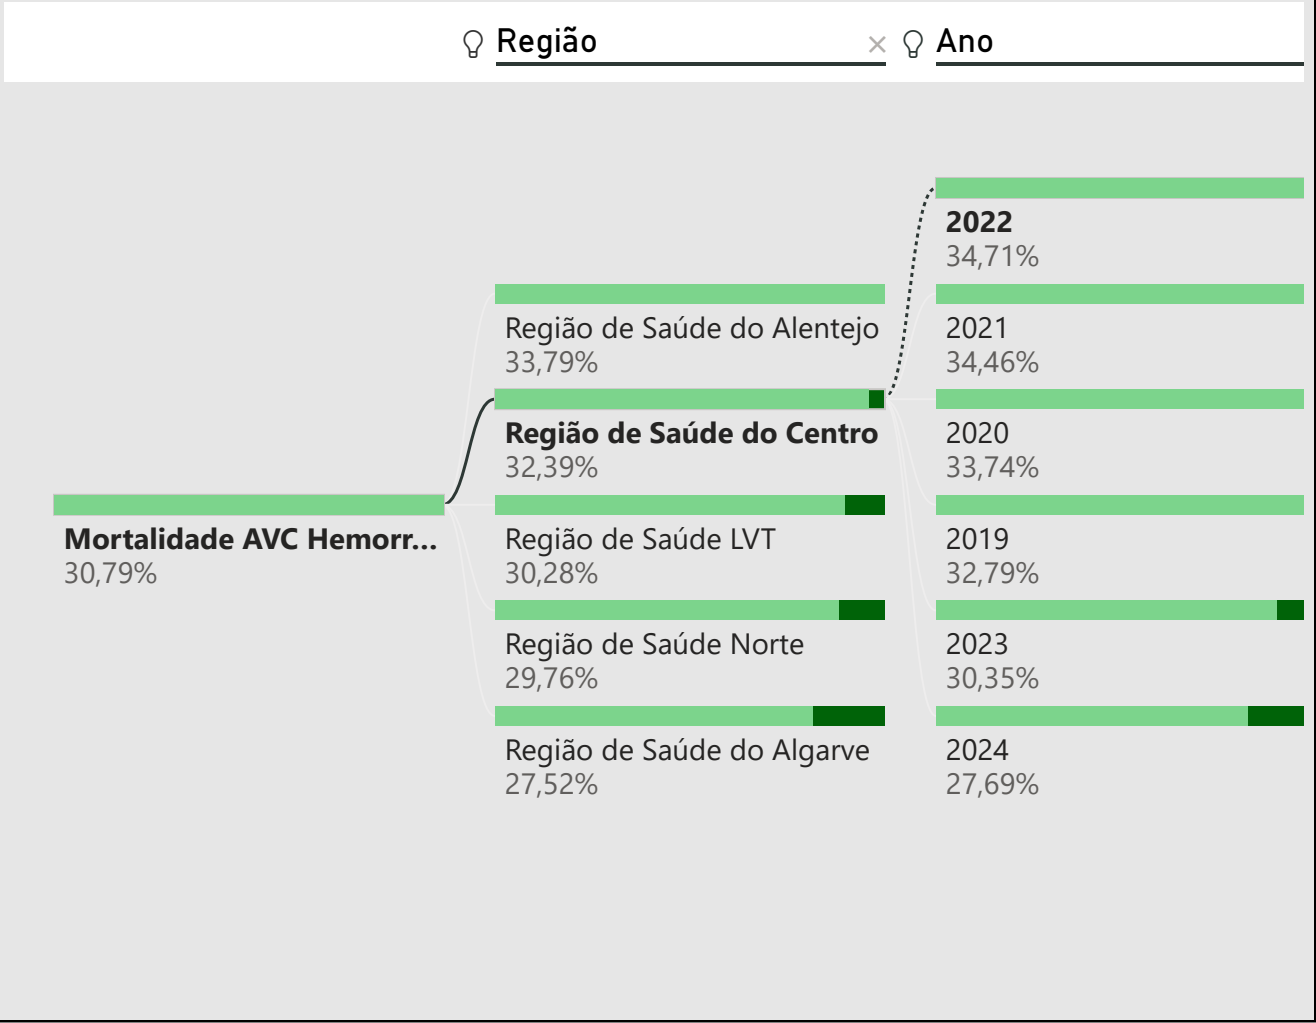 Região
Ano
Mortalidade AVC Hemorr...
30,79%
Região de Saúde do Alentejo
33,79%
Região de Saúde do Centro
32,39%
Região de Saúde LVT
30,28%
Região de Saúde Norte
29,76%
Região de Saúde do Algarve
27,52%
2022
34,71%
2021
34,46%
2020
33,74%
2019
32,79%
2023
30,35%
2024
27,69%